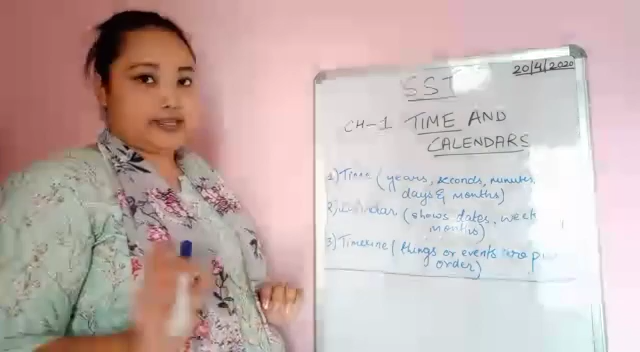 20/4/2020
SST
CH-1 TIME AND
CALENDARS
1) Time (years, seconds, minutes,
days & months)
2) Calendar (shows dates, week
months)
3) Timeline (things or events are
order)